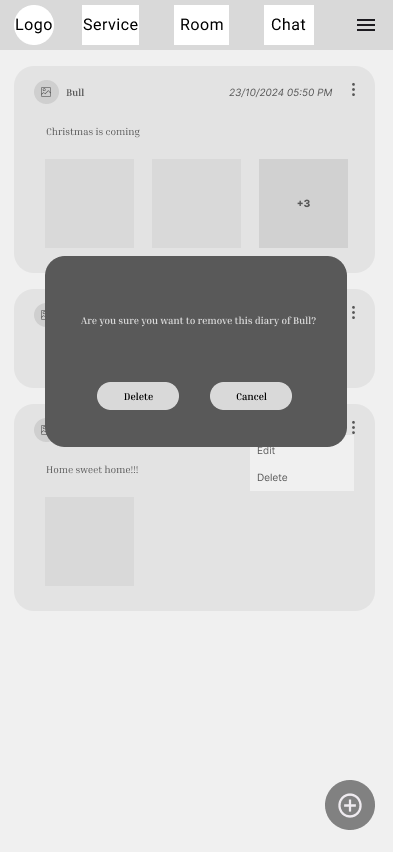 Logo Service Room Chat
Bull 23/10/2024 05:50 PM
Christmas is coming
+3
Are you sure you want to remove this diary of Bull?
Delete Cancel
Edit
Home sweet home!!!
Delete